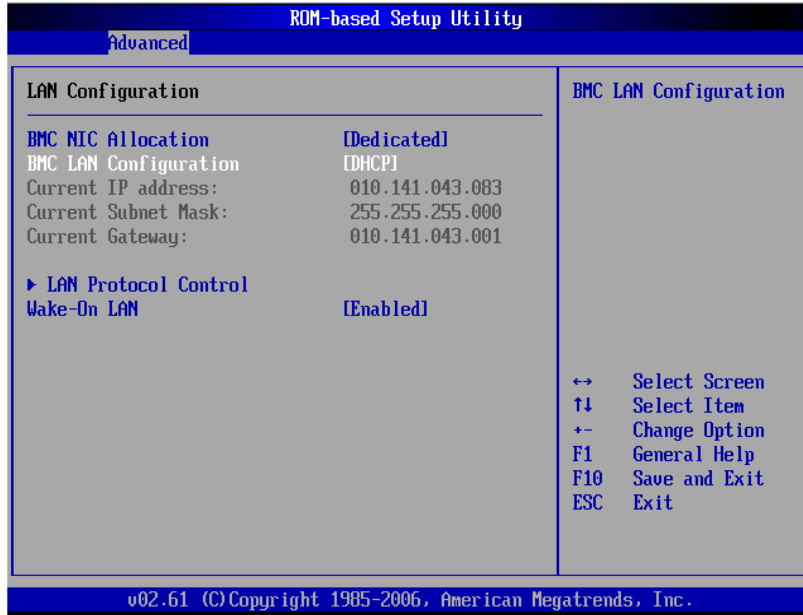 ROM-based Setup Utility
Advanced
LAN Configuration
BMC NIC Allocation [Dedicated]
BMC LAN Configuration [DHCP]
Current IP address: 010.141.043.083
Current Subnet Mask: 255.255.255.000
Current Gateway: 010.141.043.001
▶ LAN Protocol Control
Wake-On LAN [Enabled]
BMC LAN Configuration
↔ Select Screen
↑↓ Select Item
+- Change Option
F1 General Help
F10 Save and Exit
ESC Exit
v02.61 (C)Copyright 1985-2006, American Megatrends, Inc.